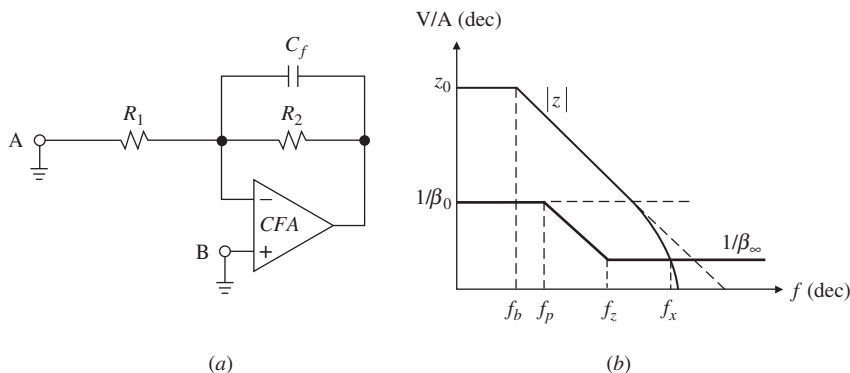 C_f
R_1
R_2
A
B
−
+
CFA
(a)
V/A (dec)
z_0
|z|
1/β_0
1/β_∞
f (dec)
f_b
f_p
f_z
f_x
(b)